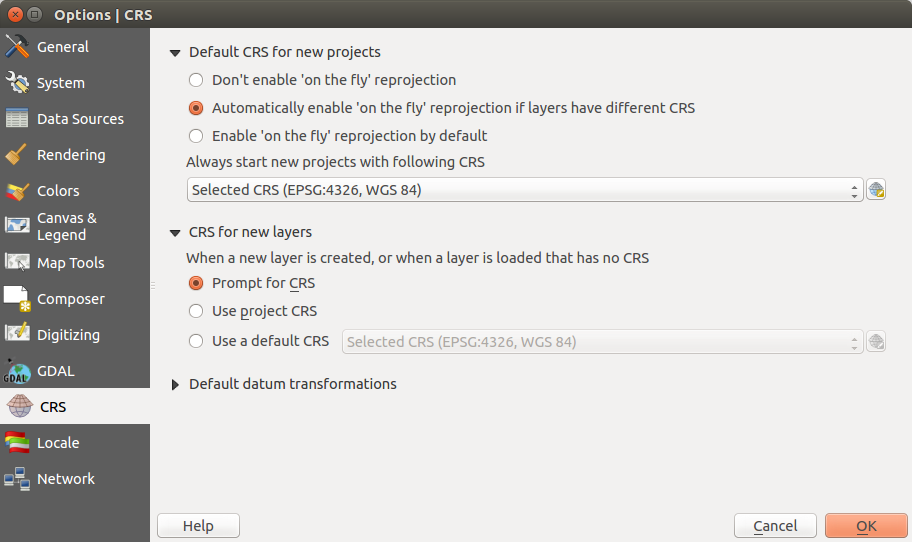 Options | CRS
General
System
Data Sources
Rendering
Colors
Canvas &
Legend
Map Tools
Composer
Digitizing
GDAL
GDAL
CRS
Locale
Network
Default CRS for new projects
Don't enable 'on the fly' reprojection
Automatically enable 'on the fly' reprojection if layers have different CRS
Enable 'on the fly' reprojection by default
Always start new projects with following CRS
Selected CRS (EPSG:4326, WGS 84)
CRS for new layers
When a new layer is created, or when a layer is loaded that has no CRS
Prompt for CRS
Use project CRS
Use a default CRS
Selected CRS (EPSG:4326, WGS 84)
Default datum transformations
Help
Cancel
OK